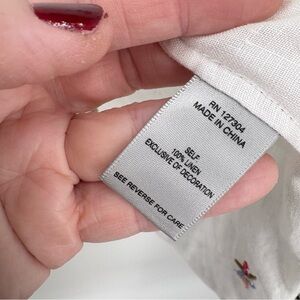 RN 127304
MADE IN CHINA
SELF
100% LINEN
EXCLUSIVE OF DECORATION
SEE REVERSE FOR CARE